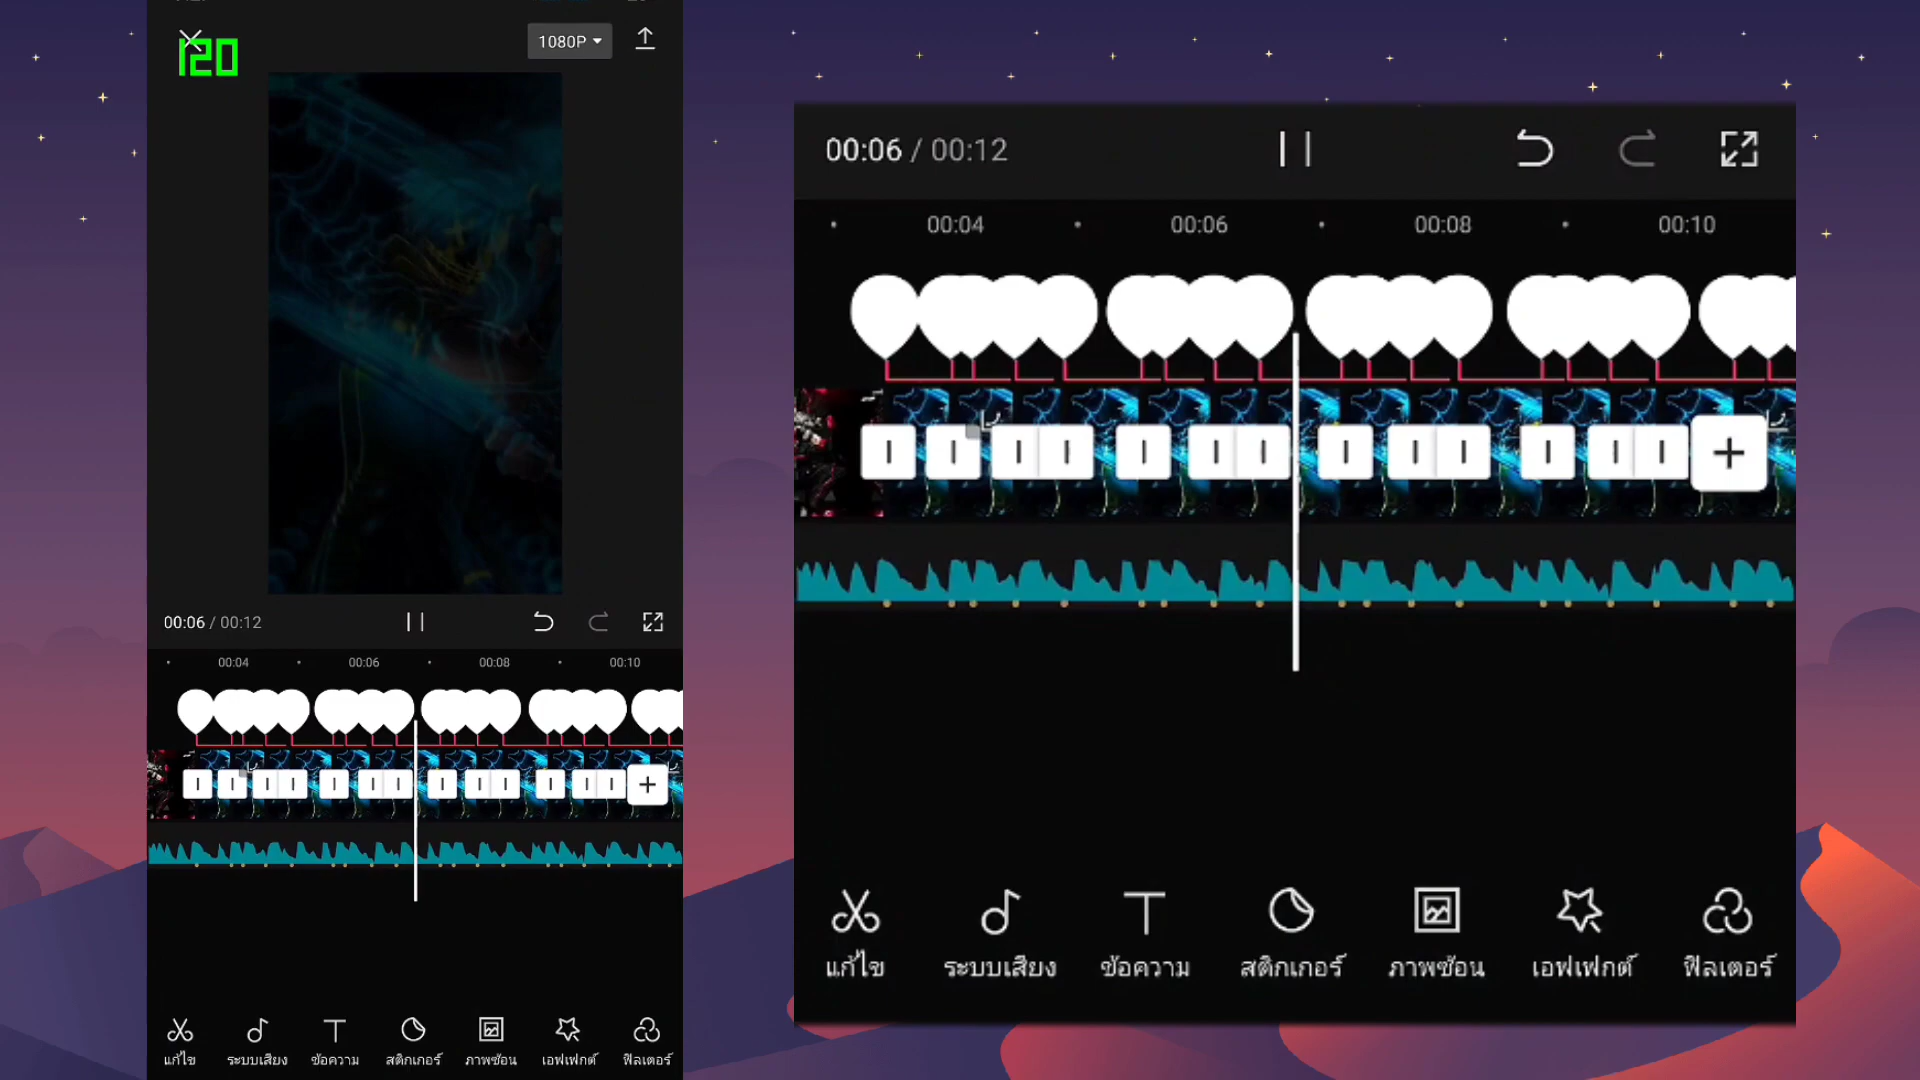 120
1080P
00:06 / 00:12
00:04 00:06 00:08 00:10
แก้ไข ระบบเสียง ข้อความ สติกเกอร์ ภาพซ้อน เอฟเฟกต์ ฟิลเตอร์
00:06 / 00:12
00:04 00:06 00:08 00:10
แก้ไข ระบบเสียง ข้อความ สติกเกอร์ ภาพซ้อน เอฟเฟกต์ ฟิลเตอร์